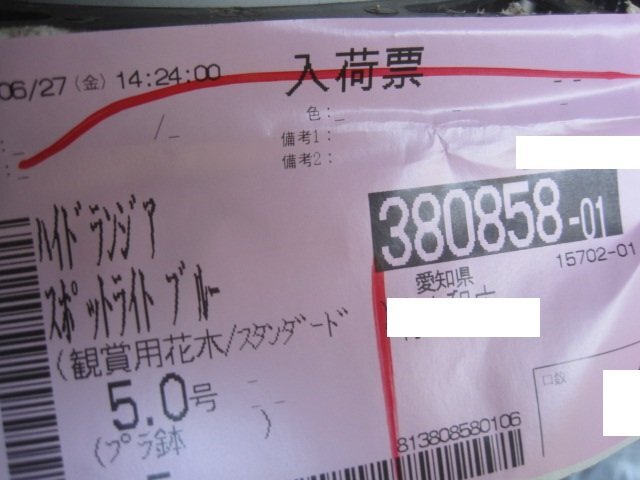 06/27(金) 14:24:00 入荷票
色:_
/_
備考1:
備考2:
380858-01
15702-01
ハイドランジア
愛知県
スポットライトブルー
(観賞用花木/スタンダード
5.0号
(プラ鉢 )
口数
813808580106